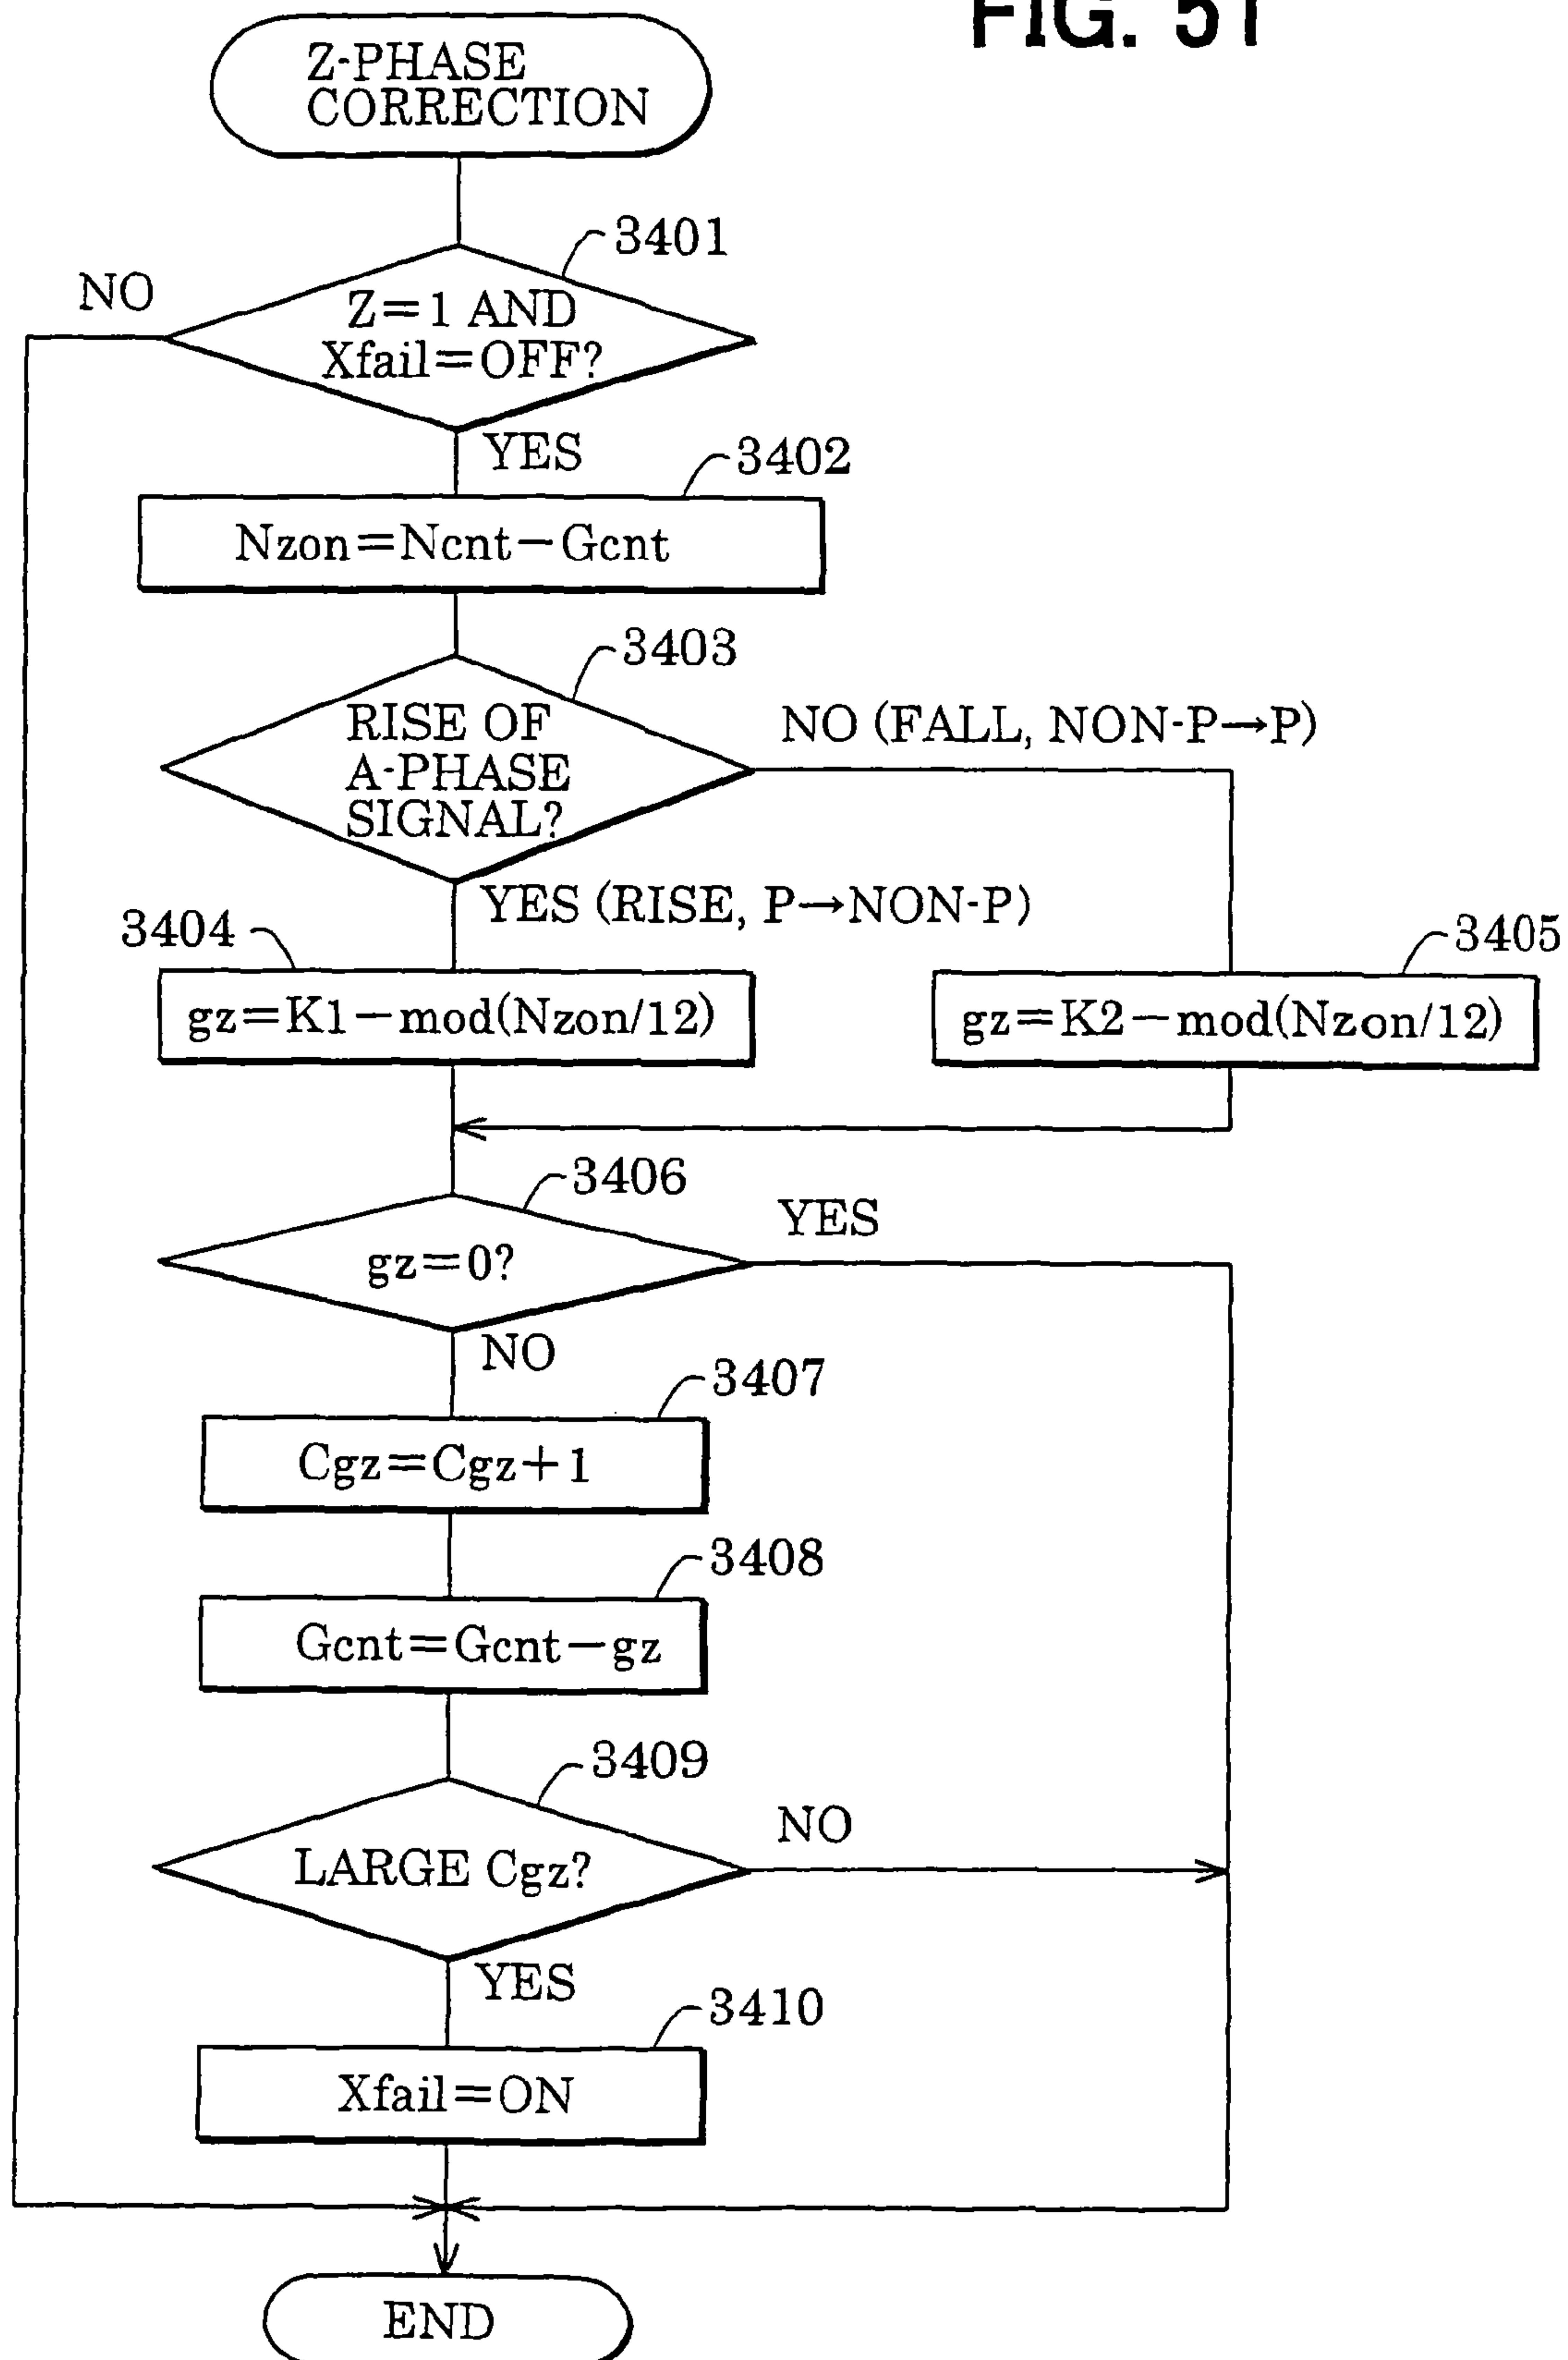 FIG. 51
Z-PHASE
CORRECTION
3401
NO
Z=1 AND
Xfail=OFF?
YES
3402
Nzon=Ncnt−Gcnt
3403
RISE OF
A-PHASE
SIGNAL?
NO (FALL, NON-P→P)
YES (RISE, P→NON-P)
3404
3405
gz=K1−mod(Nzon/12)
gz=K2−mod(Nzon/12)
3406
YES
gz=0?
NO
3407
Cgz=Cgz+1
3408
Gcnt=Gcnt−gz
3409
NO
LARGE Cgz?
YES
3410
Xfail=ON
END